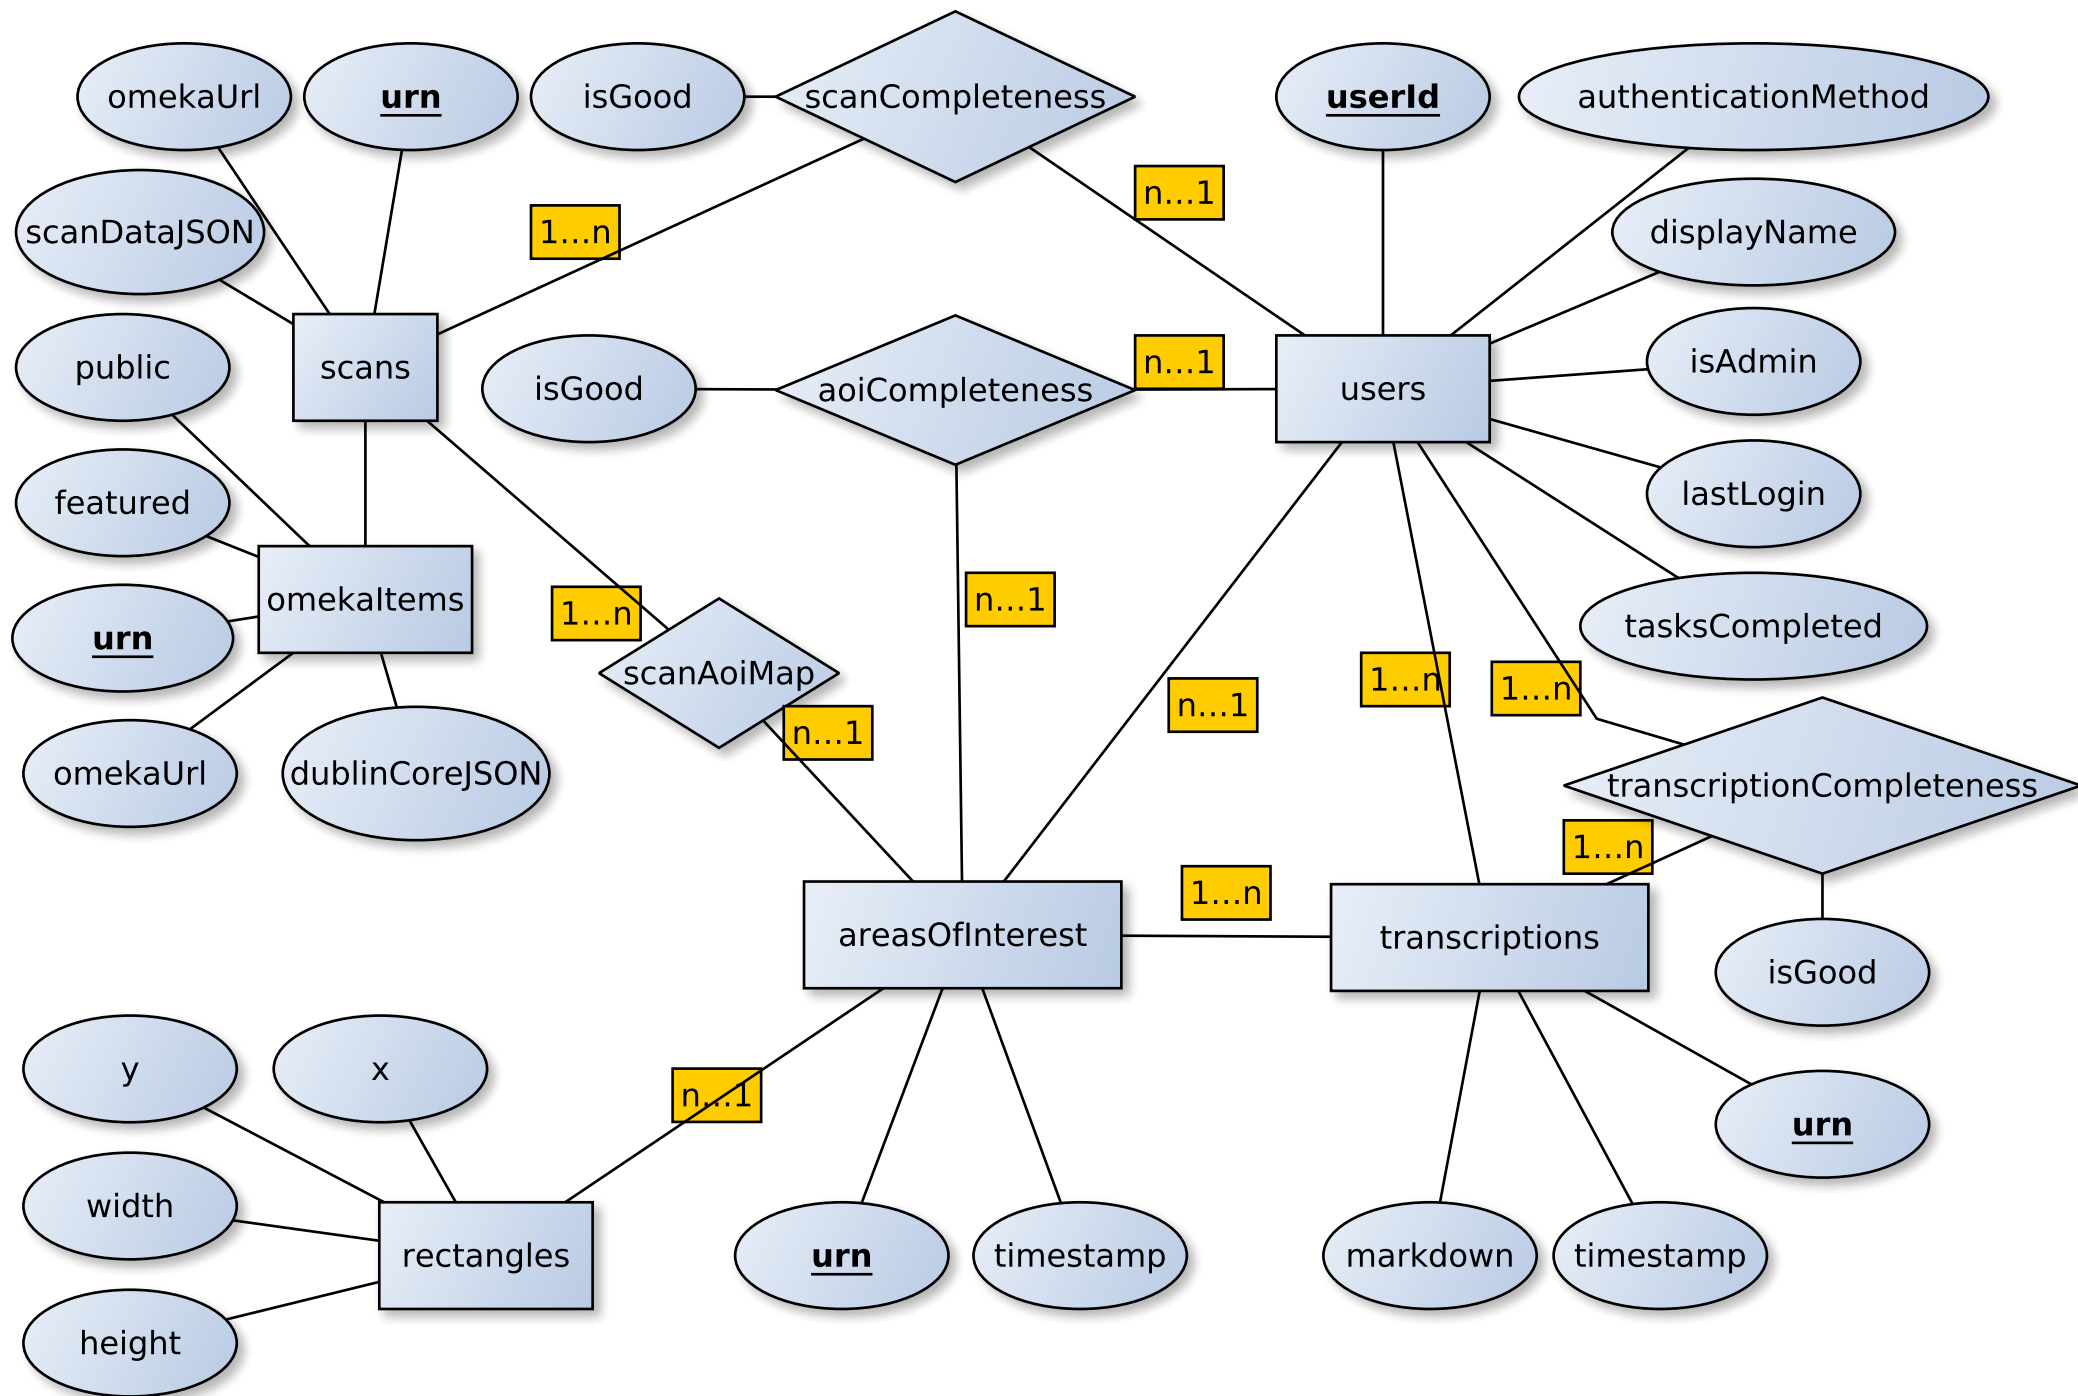 omekaUrl
urn
isGood
scanCompleteness
userId
authenticationMethod
n...1
scanDataJSON
1...n
displayName
public
scans
isGood
aoiCompleteness
n...1
users
isAdmin
featured
lastLogin
omekaItems
n...1
1...n
urn
tasksCompleted
scanAoiMap
1...n
1...n
n...1
n...1
omekaUrl
dublinCoreJSON
transcriptionCompleteness
1...n
1...n
areasOfInterest
transcriptions
isGood
y
x
n...1
urn
width
rectangles
urn
timestamp
markdown
timestamp
height